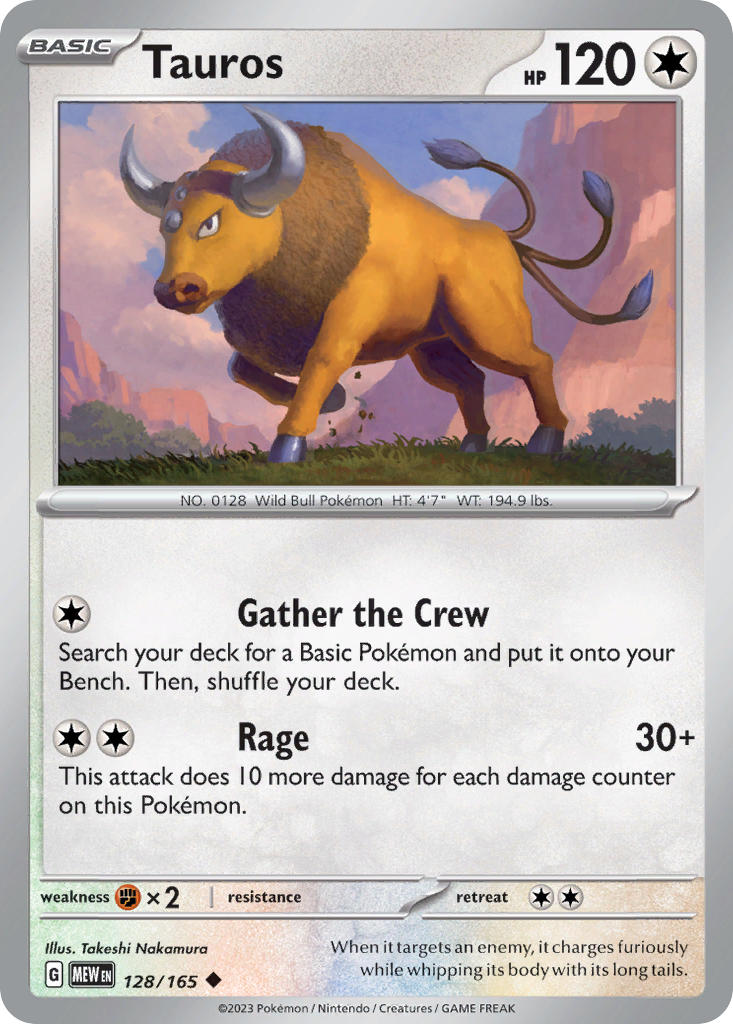 BASIC
Tauros
HP 120
NO. 0128 Wild Bull Pokémon HT: 4'7" WT: 194.9 lbs.
Gather the Crew
Search your deck for a Basic Pokémon and put it onto your
Bench. Then, shuffle your deck.
Rage 30+
This attack does 10 more damage for each damage counter
on this Pokémon.
weakness ×2 resistance retreat
Illus. Takeshi Nakamura
When it targets an enemy, it charges furiously
while whipping its body with its long tails.
G MEW EN 128/165
©2023 Pokémon / Nintendo / Creatures / GAME FREAK